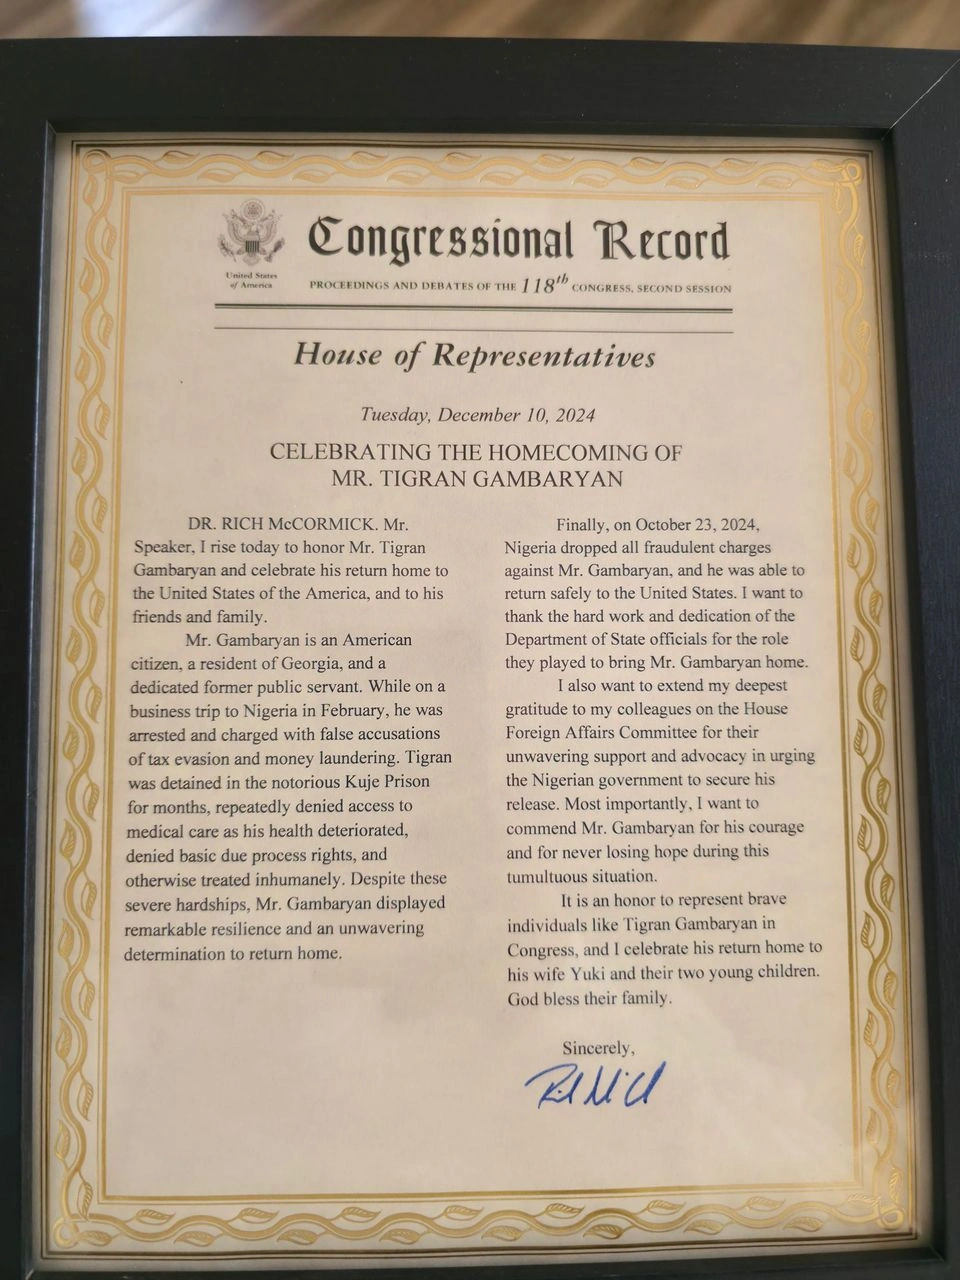 Congressional Record
United States
of America
PROCEEDINGS AND DEBATES OF THE 118th CONGRESS, SECOND SESSION
House of Representatives
Tuesday, December 10, 2024
CELEBRATING THE HOMECOMING OF
MR. TIGRAN GAMBARYAN
DR. RICH McCORMICK. Mr.
Speaker, I rise today to honor Mr. Tigran
Gambaryan and celebrate his return home to
the United States of the America, and to his
friends and family.
Mr. Gambaryan is an American
citizen, a resident of Georgia, and a
dedicated former public servant. While on a
business trip to Nigeria in February, he was
arrested and charged with false accusations
of tax evasion and money laundering. Tigran
was detained in the notorious Kuje Prison
for months, repeatedly denied access to
medical care as his health deteriorated,
denied basic due process rights, and
otherwise treated inhumanely. Despite these
severe hardships, Mr. Gambaryan displayed
remarkable resilience and an unwavering
determination to return home.
Finally, on October 23, 2024,
Nigeria dropped all fraudulent charges
against Mr. Gambaryan, and he was able to
return safely to the United States. I want to
thank the hard work and dedication of the
Department of State officials for the role
they played to bring Mr. Gambaryan home.
I also want to extend my deepest
gratitude to my colleagues on the House
Foreign Affairs Committee for their
unwavering support and advocacy in urging
the Nigerian government to secure his
release. Most importantly, I want to
commend Mr. Gambaryan for his courage
and for never losing hope during this
tumultuous situation.
It is an honor to represent brave
individuals like Tigran Gambaryan in
Congress, and I celebrate his return home to
his wife Yuki and their two young children.
God bless their family.
Sincerely,